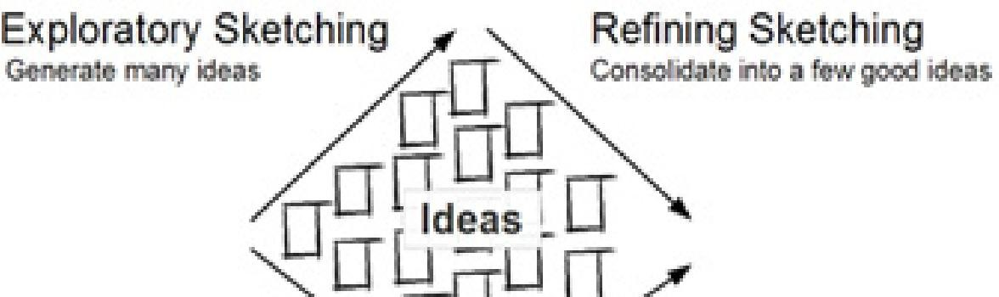 Exploratory Sketching
Generate many ideas
Refining Sketching
Consolidate into a few good ideas
Ideas